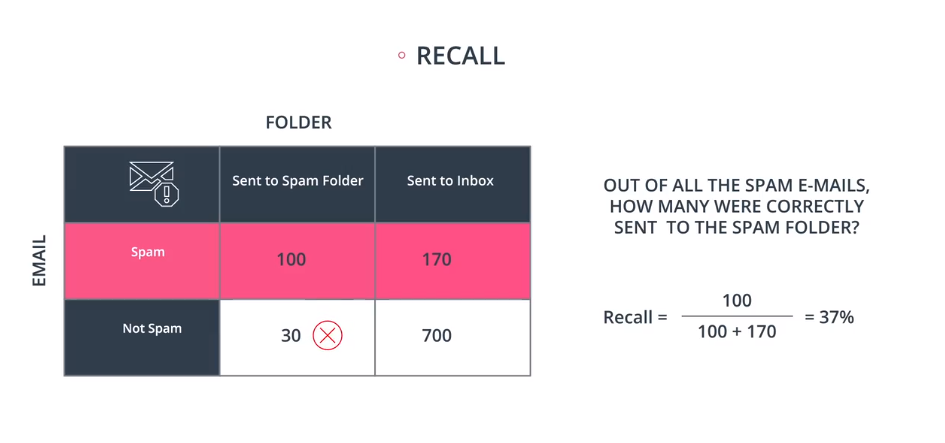 RECALL
FOLDER
Sent to Spam Folder Sent to Inbox
EMAIL
Spam 100 170
Not Spam 30 700
OUT OF ALL THE SPAM E-MAILS,
HOW MANY WERE CORRECTLY
SENT TO THE SPAM FOLDER?
Recall = 100 / 100 + 170 = 37%